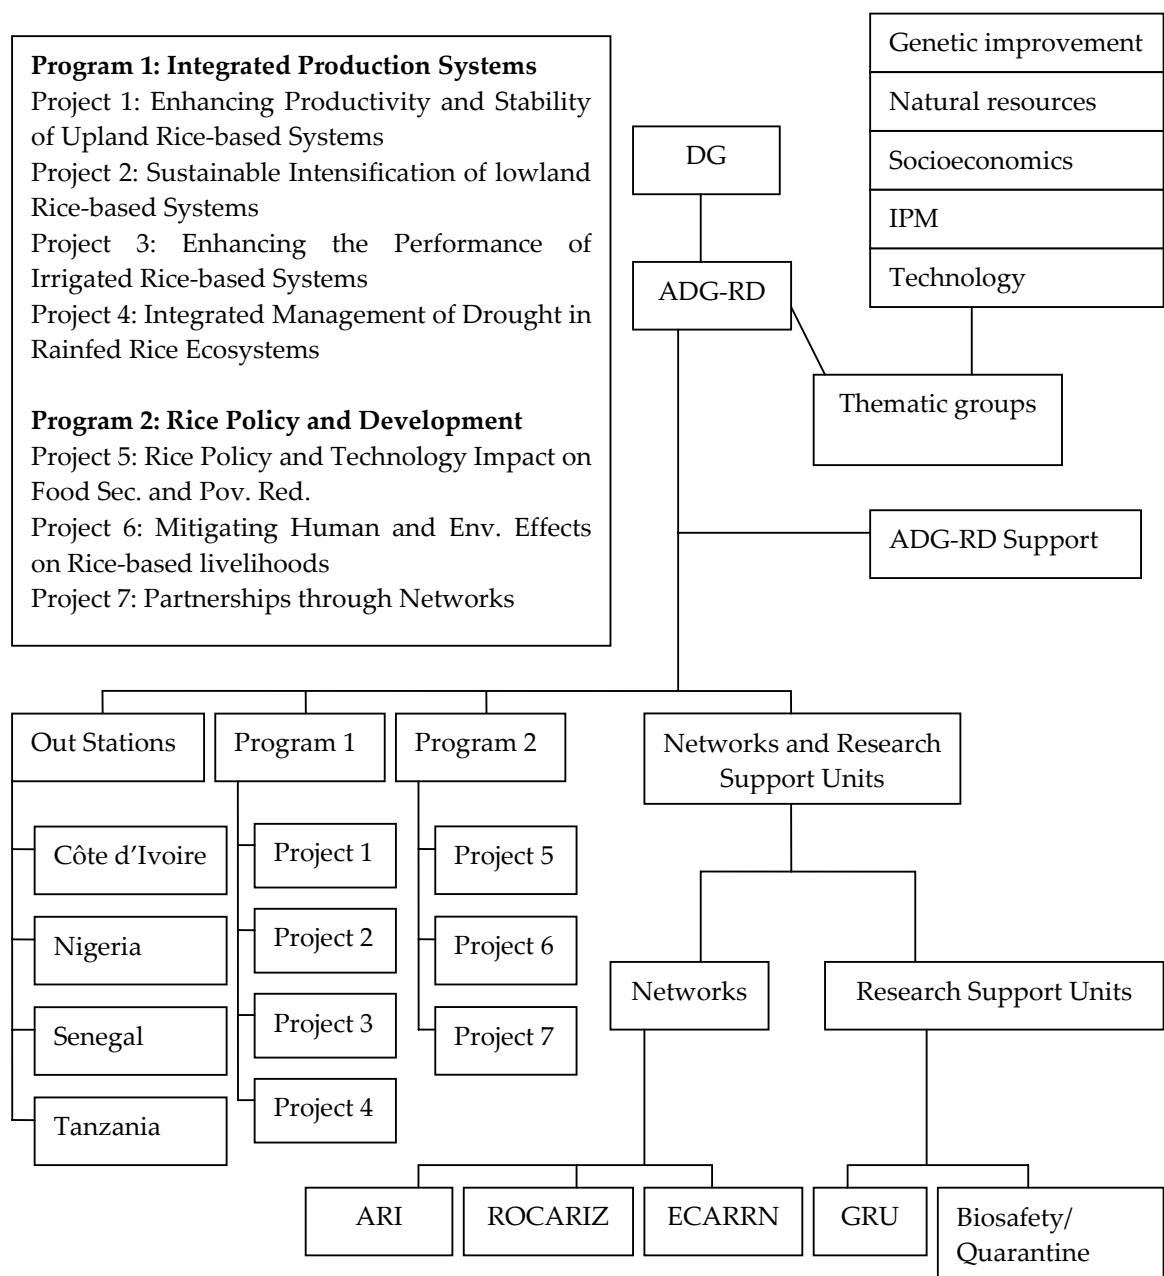 Program 1: Integrated Production Systems
Project 1: Enhancing Productivity and Stability
of Upland Rice-based Systems
Project 2: Sustainable Intensification of lowland
Rice-based Systems
Project 3: Enhancing the Performance of
Irrigated Rice-based Systems
Project 4: Integrated Management of Drought in
Rainfed Rice Ecosystems
Program 2: Rice Policy and Development
Project 5: Rice Policy and Technology Impact on
Food Sec. and Pov. Red.
Project 6: Mitigating Human and Env. Effects
on Rice-based livelihoods
Project 7: Partnerships through Networks
DG
ADG-RD
Genetic improvement
Natural resources
Socioeconomics
IPM
Technology
Thematic groups
ADG-RD Support
Out Stations
Côte d’Ivoire
Nigeria
Senegal
Tanzania
Program 1
Project 1
Project 2
Project 3
Project 4
Program 2
Project 5
Project 6
Project 7
Networks and Research
Support Units
Networks
Research Support Units
ARI
ROCARIZ
ECARRN
GRU
Biosafety/
Quarantine